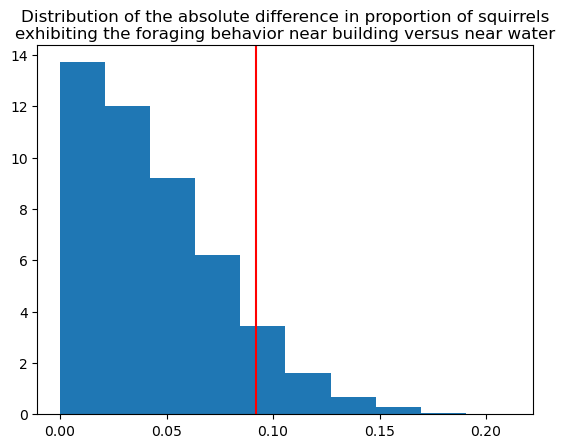 Distribution of the absolute difference in proportion of squirrels
exhibiting the foraging behavior near building versus near water
14
12
10
8
6
4
2
0
0.00 0.05 0.10 0.15 0.20